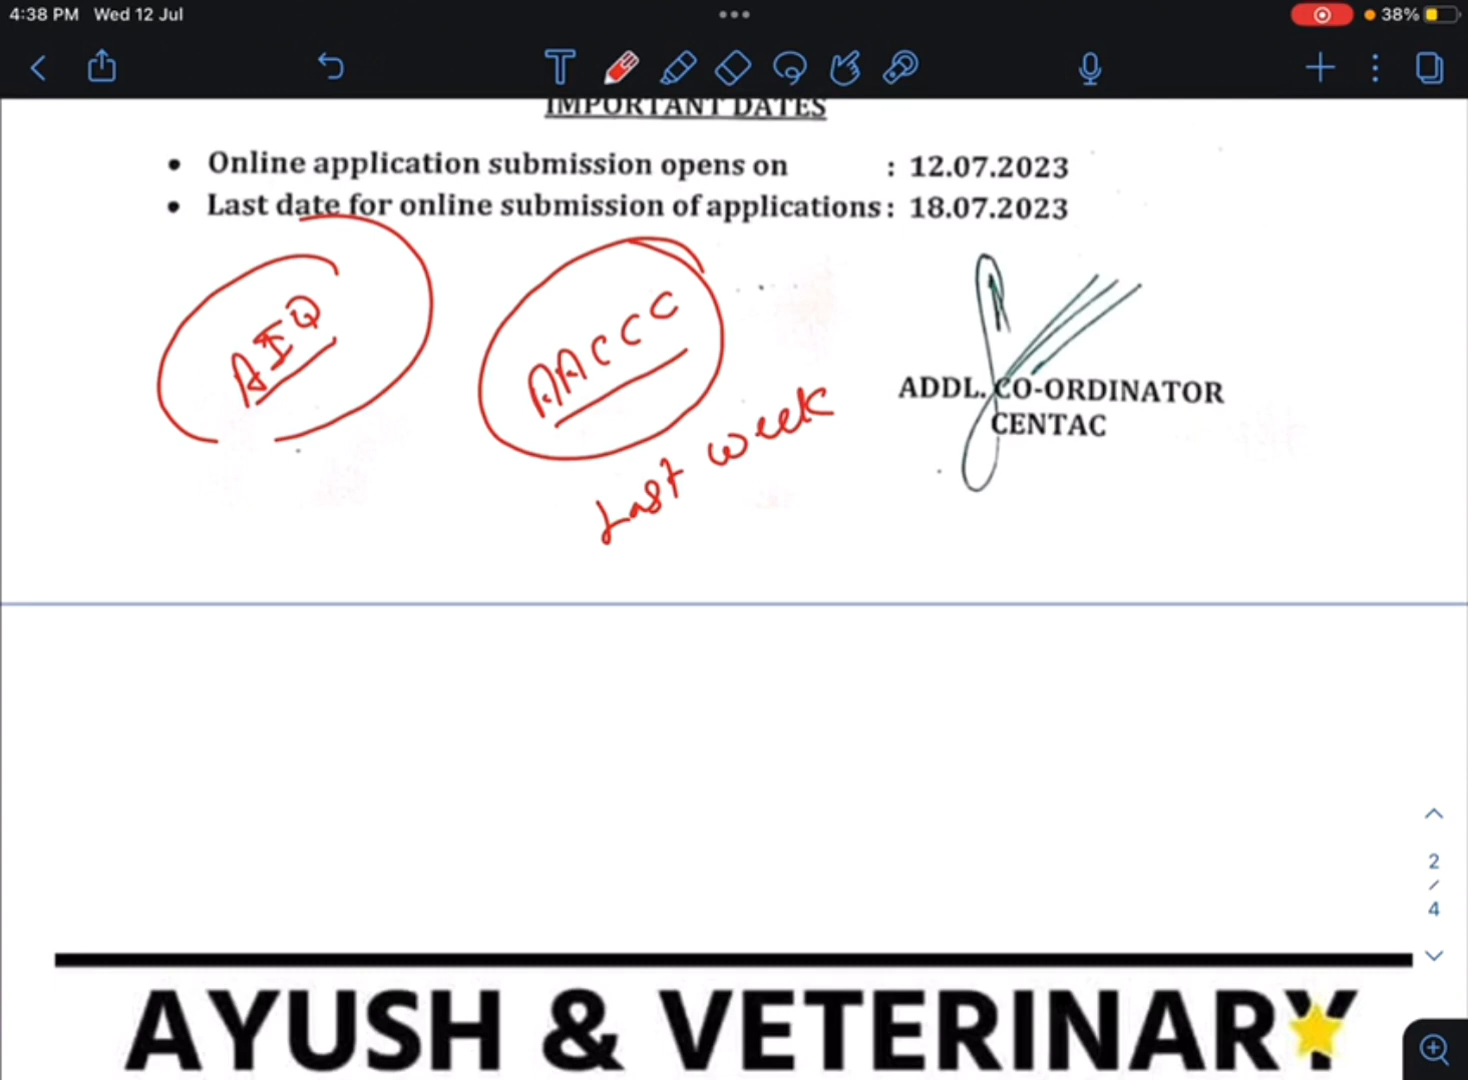 4:38 PM Wed 12 Jul
38%
IMPORTANT DATES
• Online application submission opens on : 12.07.2023
• Last date for online submission of applications : 18.07.2023
AIQ
AACCC
Last week
ADDL. CO-ORDINATOR
CENTAC
2
/
4
AYUSH & VETERINARY